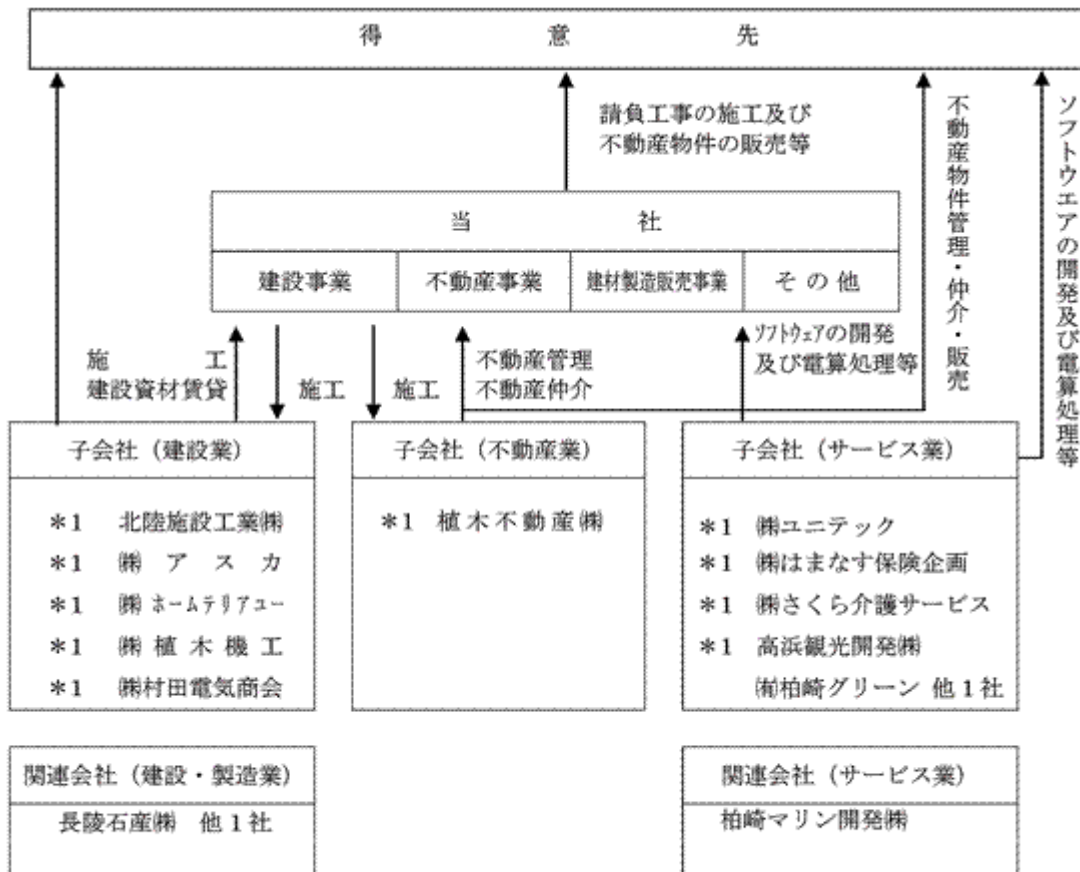 得意先
請負工事の施工及び
不動産物件の販売等
不動産物件管理・仲介・販売
ソフトウエアの開発及び電算処理等
当社
建設事業 不動産事業 建材製造販売事業 その他
施工
建設資材賃貸
施工
施工
不動産管理
不動産仲介
ソフトウェアの開発
及び電算処理等
子会社（建設業）
＊1 北陸施設工業㈱
＊1 ㈱アスカ
＊1 ㈱ホームテリアユー
＊1 ㈱植木機工
＊1 ㈱村田電気商会
子会社（不動産業）
＊1 植木不動産㈱
子会社（サービス業）
＊1 ㈱ユニテック
＊1 ㈱はまなす保険企画
＊1 ㈱さくら介護サービス
＊1 高浜観光開発㈱
㈲柏崎グリーン 他1社
関連会社（建設・製造業）
長陵石産㈱ 他1社
関連会社（サービス業）
柏崎マリン開発㈱